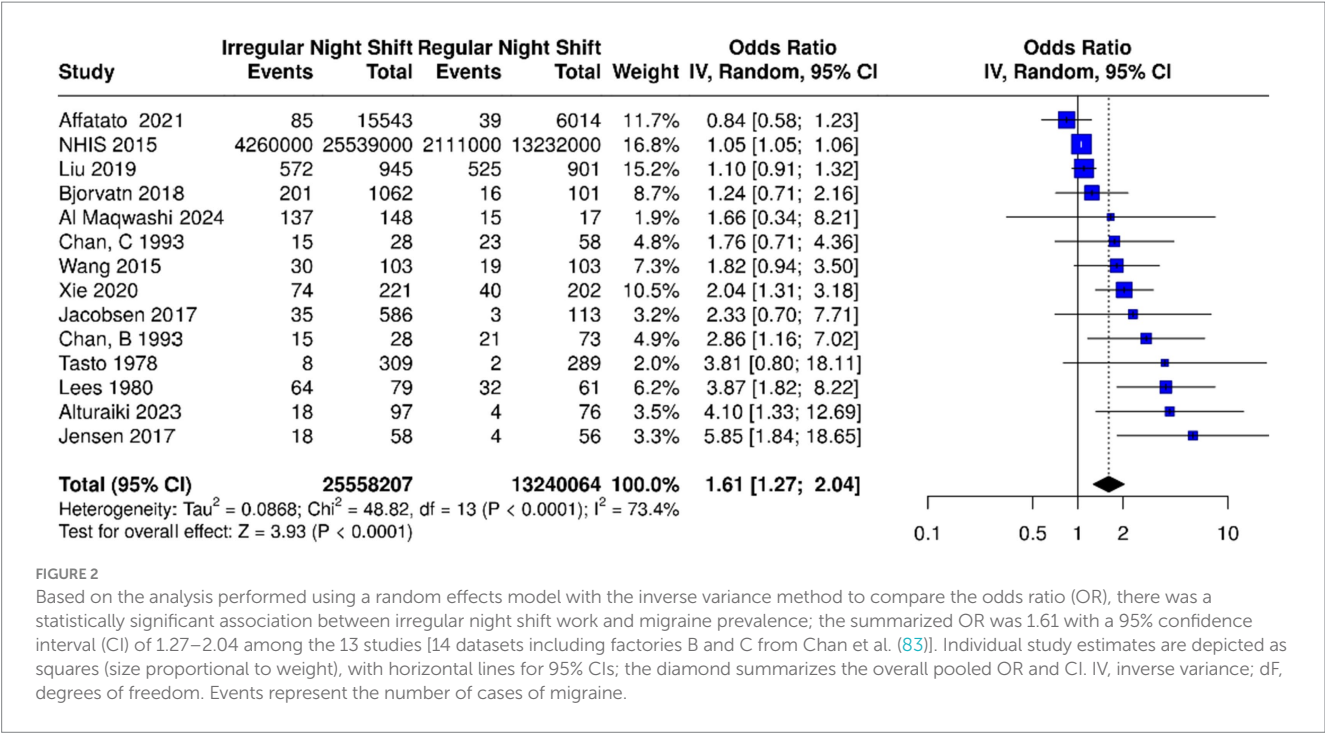 Irregular Night Shift Regular Night Shift Odds Ratio Odds Ratio
Study Events Total Events Total Weight IV, Random, 95% CI IV, Random, 95% CI
Affatato 2021 85 15543 39 6014 11.7% 0.84 [0.58; 1.23]
NHIS 2015 4260000 25539000 2111000 13232000 16.8% 1.05 [1.05; 1.06]
Liu 2019 572 945 525 901 15.2% 1.10 [0.91; 1.32]
Bjorvatn 2018 201 1062 16 101 8.7% 1.24 [0.71; 2.16]
Al Maqwashi 2024 137 148 15 17 1.9% 1.66 [0.34; 8.21]
Chan, C 1993 15 28 23 58 4.8% 1.76 [0.71; 4.36]
Wang 2015 30 103 19 103 7.3% 1.82 [0.94; 3.50]
Xie 2020 74 221 40 202 10.5% 2.04 [1.31; 3.18]
Jacobsen 2017 35 586 3 113 3.2% 2.33 [0.70; 7.71]
Chan, B 1993 15 28 21 73 4.9% 2.86 [1.16; 7.02]
Tasto 1978 8 309 2 289 2.0% 3.81 [0.80; 18.11]
Lees 1980 64 79 32 61 6.2% 3.87 [1.82; 8.22]
Alturaiki 2023 18 97 4 76 3.5% 4.10 [1.33; 12.69]
Jensen 2017 18 58 4 56 3.3% 5.85 [1.84; 18.65]
Total (95% CI) 25558207 13240064 100.0% 1.61 [1.27; 2.04]
Heterogeneity: Tau² = 0.0868; Chi² = 48.82, df = 13 (P < 0.0001); I² = 73.4%
Test for overall effect: Z = 3.93 (P < 0.0001)
0.1 0.5 1 2 10
FIGURE 2
Based on the analysis performed using a random effects model with the inverse variance method to compare the odds ratio (OR), there was a
statistically significant association between irregular night shift work and migraine prevalence; the summarized OR was 1.61 with a 95% confidence
interval (CI) of 1.27–2.04 among the 13 studies [14 datasets including factories B and C from Chan et al. (83)]. Individual study estimates are depicted as
squares (size proportional to weight), with horizontal lines for 95% CIs; the diamond summarizes the overall pooled OR and CI. IV, inverse variance; dF,
degrees of freedom. Events represent the number of cases of migraine.